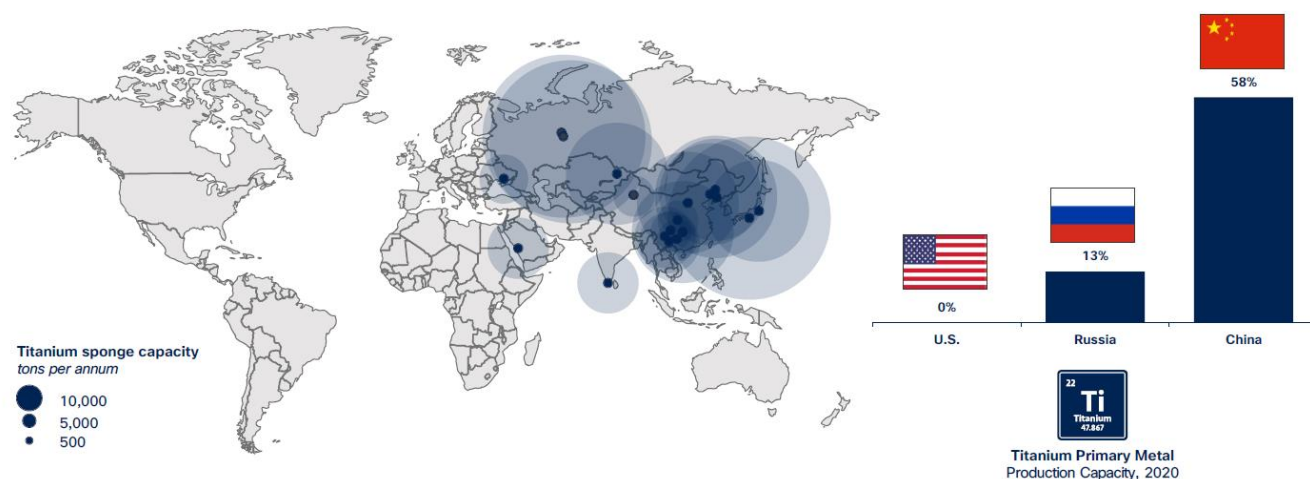 Titanium sponge capacity
tons per annum
10,000
5,000
500
58%
13%
0%
U.S.
Russia
China
22
Ti
Titanium
47.867
Titanium Primary Metal
Production Capacity, 2020